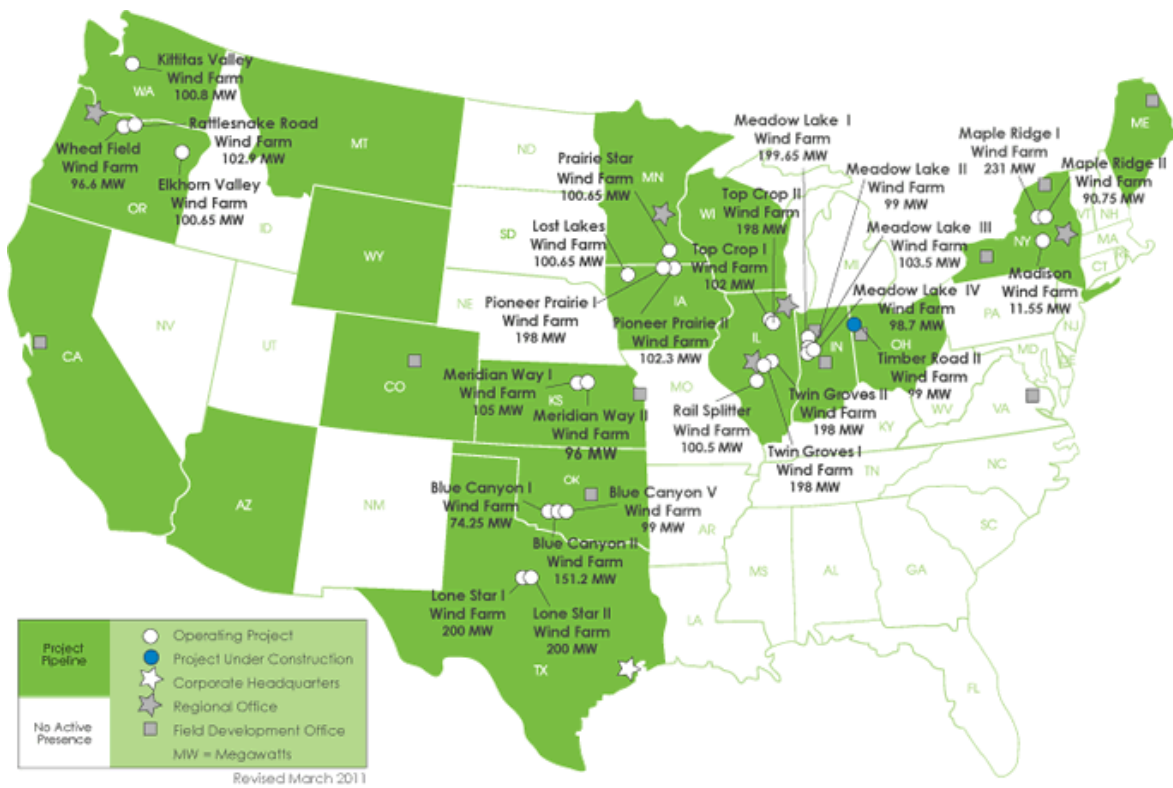 Kittitas Valley
Wind Farm
100.8 MW
WA
Rattlesnake Road
Wind Farm
102.9 MW
Wheat Field
Wind Farm
96.6 MW
Elkhorn Valley
Wind Farm
100.65 MW
OR
ID
MT
ND
SD
WY
NE
NV
UT
CA
CO
AZ
NM
Prairie Star
Wind Farm
100.65 MW
MN
Lost Lakes
Wind Farm
100.65 MW
Pioneer Prairie I
Wind Farm
198 MW
IA
Pioneer Prairie II
Wind Farm
102.3 MW
WI
Top Crop II
Wind Farm
198 MW
Top Crop I
Wind Farm
102 MW
Meadow Lake I
Wind Farm
199.65 MW
Meadow Lake II
Wind Farm
99 MW
Meadow Lake III
Wind Farm
103.5 MW
Meadow Lake IV
Wind Farm
98.7 MW
MI
IL
IN
OH
Timber Road II
Wind Farm
99 MW
Twin Groves II
Wind Farm
198 MW
Rail Splitter
Wind Farm
100.5 MW
Twin Groves I
Wind Farm
198 MW
Maple Ridge I
Wind Farm
231 MW
Maple Ridge II
Wind Farm
90.75 MW
NY
Madison
Wind Farm
11.55 MW
ME
VT
NH
MA
CT
RI
PA
NJ
MD
DE
WV
VA
KY
TN
NC
SC
MS
AL
GA
FL
LA
AR
MO
Meridian Way I
Wind Farm
105 MW
KS
Meridian Way II
Wind Farm
96 MW
OK
Blue Canyon I
Wind Farm
74.25 MW
Blue Canyon V
Wind Farm
99 MW
Blue Canyon II
Wind Farm
151.2 MW
Lone Star I
Wind Farm
200 MW
Lone Star II
Wind Farm
200 MW
TX
Project
Pipeline
No Active
Presence
Operating Project
Project Under Construction
Corporate Headquarters
Regional Office
Field Development Office
MW = Megawatts
Revised March 2011